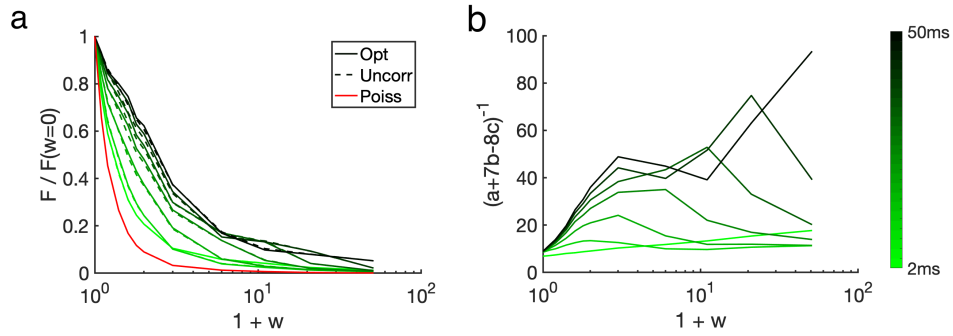 a
F / F(w=0)
1
0.8
0.6
0.4
0.2
0
10^0
10^1
10^2
1 + w
Opt
Uncorr
Poiss
b
(a+7b-8c)^-1
100
80
60
40
20
0
10^0
10^1
10^2
1 + w
50ms
2ms